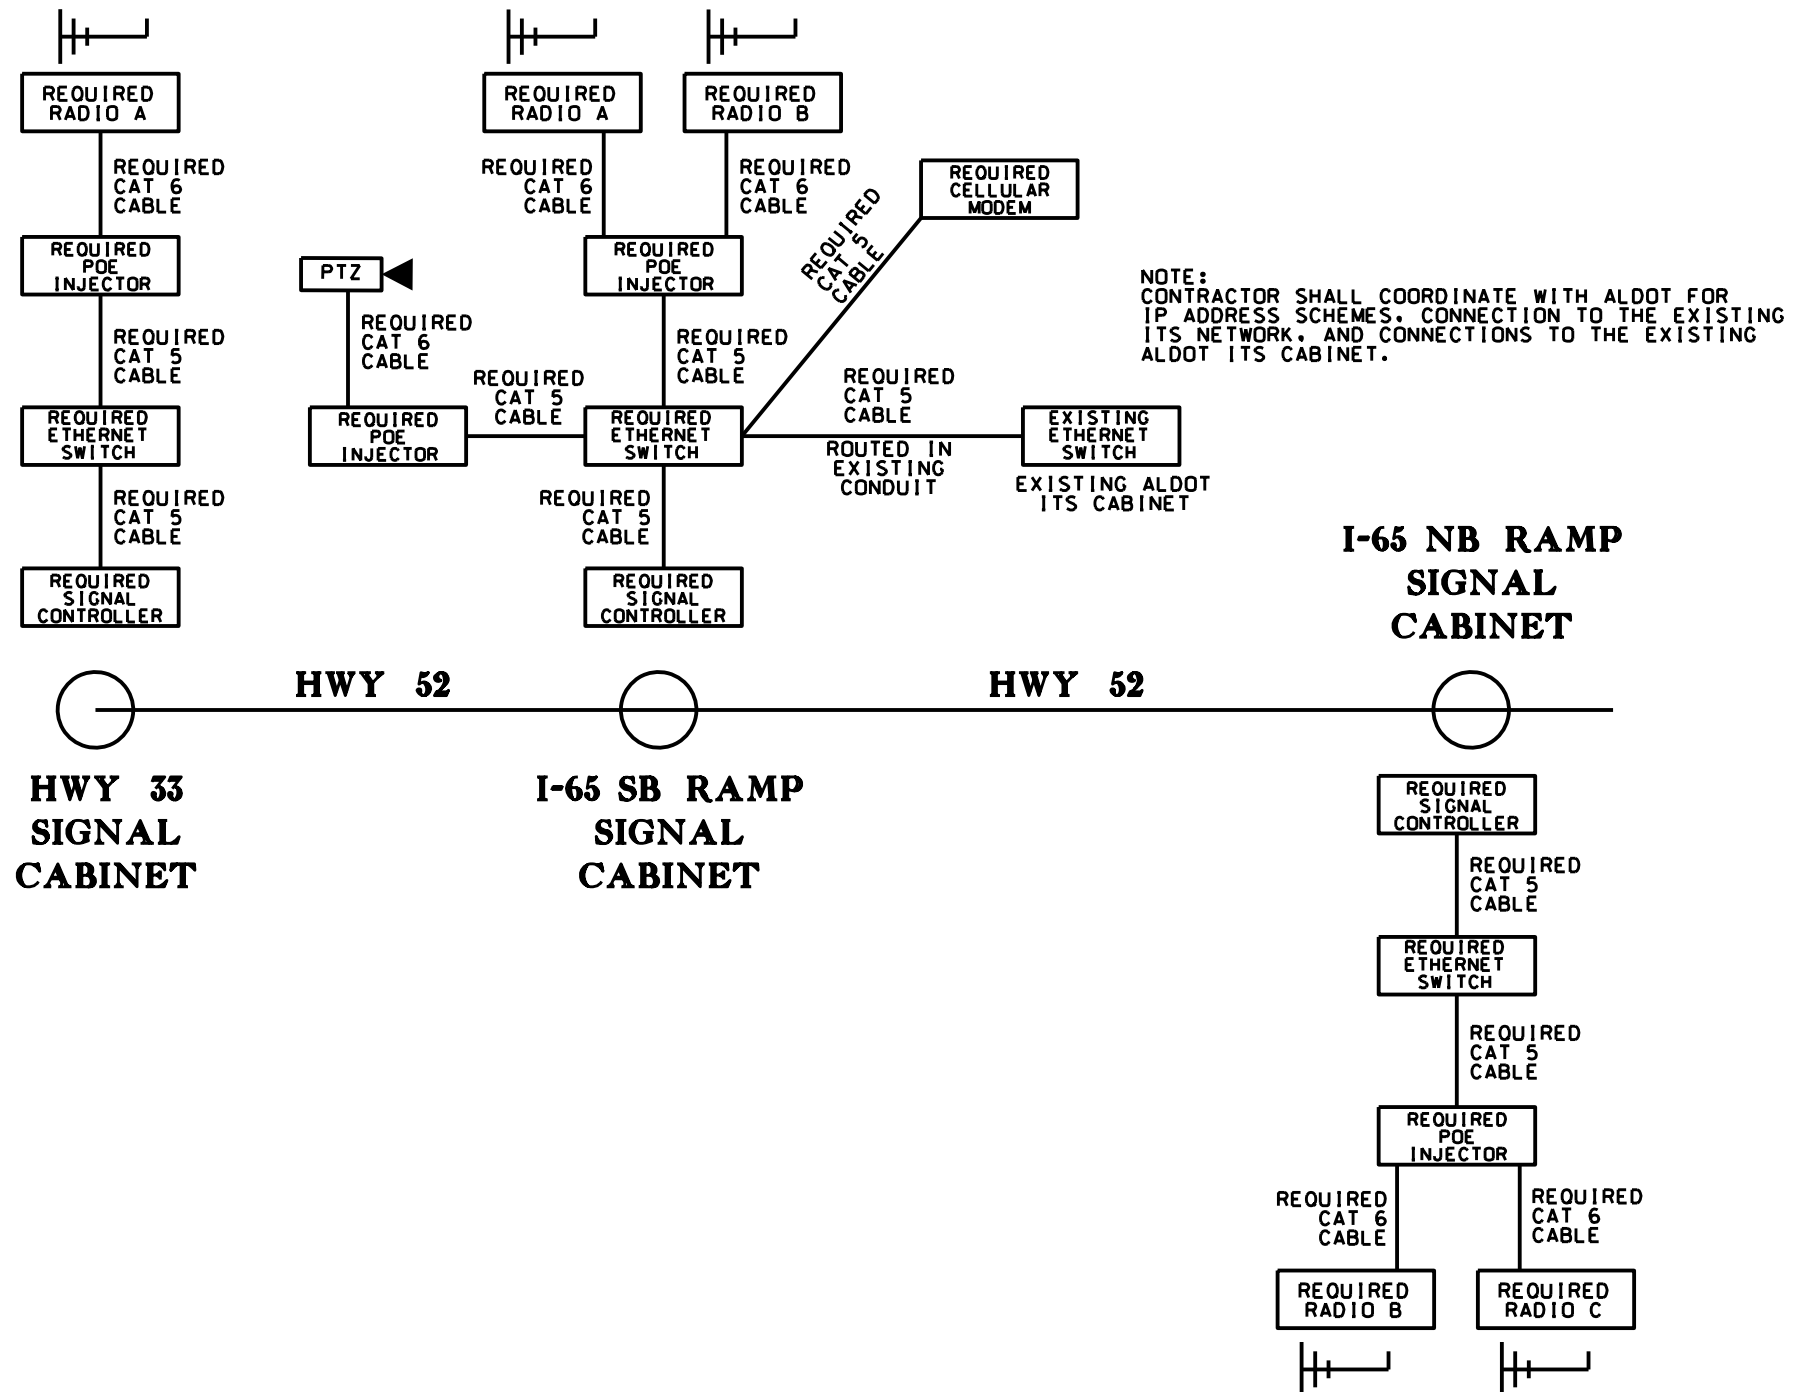 REQUIRED
RADIO A
REQUIRED
CAT 6
CABLE
REQUIRED
POE
INJECTOR
REQUIRED
CAT 5
CABLE
REQUIRED
ETHERNET
SWITCH
REQUIRED
CAT 5
CABLE
REQUIRED
SIGNAL
CONTROLLER
PTZ
REQUIRED
CAT 6
CABLE
REQUIRED
POE
INJECTOR
REQUIRED
CAT 5
CABLE
REQUIRED
RADIO A
REQUIRED
RADIO B
REQUIRED
CAT 6
CABLE
REQUIRED
CAT 6
CABLE
REQUIRED
POE
INJECTOR
REQUIRED
CAT 5
CABLE
REQUIRED
ETHERNET
SWITCH
REQUIRED
CAT 5
CABLE
REQUIRED
SIGNAL
CONTROLLER
REQUIRED
CELLULAR
MODEM
REQUIRED
CAT 5
CABLE
REQUIRED
CAT 5
CABLE
ROUTED IN
EXISTING
CONDUIT
EXISTING
ETHERNET
SWITCH
EXISTING ALDOT
ITS CABINET
NOTE:
CONTRACTOR SHALL COORDINATE WITH ALDOT FOR
IP ADDRESS SCHEMES, CONNECTION TO THE EXISTING
ITS NETWORK, AND CONNECTIONS TO THE EXISTING
ALDOT ITS CABINET.
I-65 NB RAMP
SIGNAL
CABINET
HWY 52
HWY 52
HWY 33
SIGNAL
CABINET
I-65 SB RAMP
SIGNAL
CABINET
REQUIRED
SIGNAL
CONTROLLER
REQUIRED
CAT 5
CABLE
REQUIRED
ETHERNET
SWITCH
REQUIRED
CAT 5
CABLE
REQUIRED
POE
INJECTOR
REQUIRED
CAT 6
CABLE
REQUIRED
CAT 6
CABLE
REQUIRED
RADIO B
REQUIRED
RADIO C